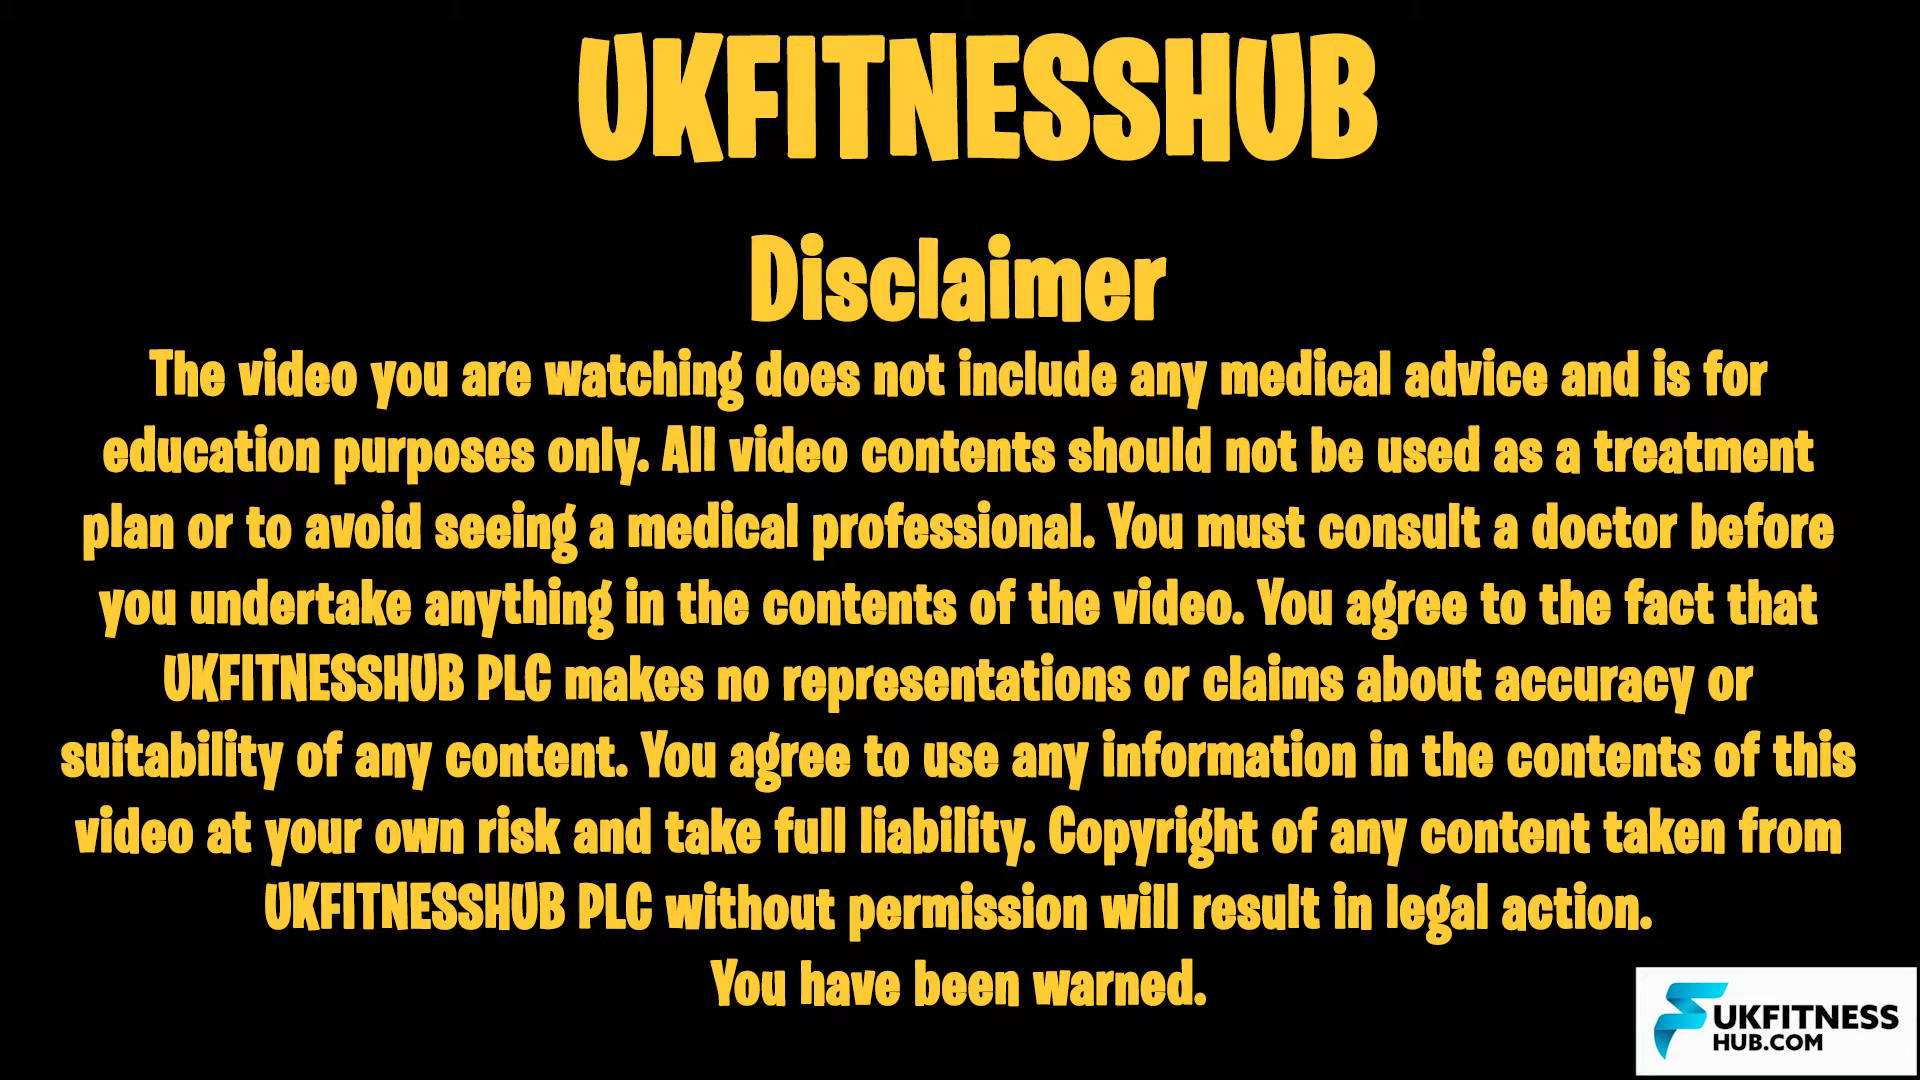 UKFITNESSHUB
Disclaimer
The video you are watching does not include any medical advice and is for
education purposes only. All video contents should not be used as a treatment
plan or to avoid seeing a medical professional. You must consult a doctor before
you undertake anything in the contents of the video. You agree to the fact that
UKFITNESSHUB PLC makes no representations or claims about accuracy or
suitability of any content. You agree to use any information in the contents of this
video at your own risk and take full liability. Copyright of any content taken from
UKFITNESSHUB PLC without permission will result in legal action.
You have been warned.
UKFITNESS
HUB.COM